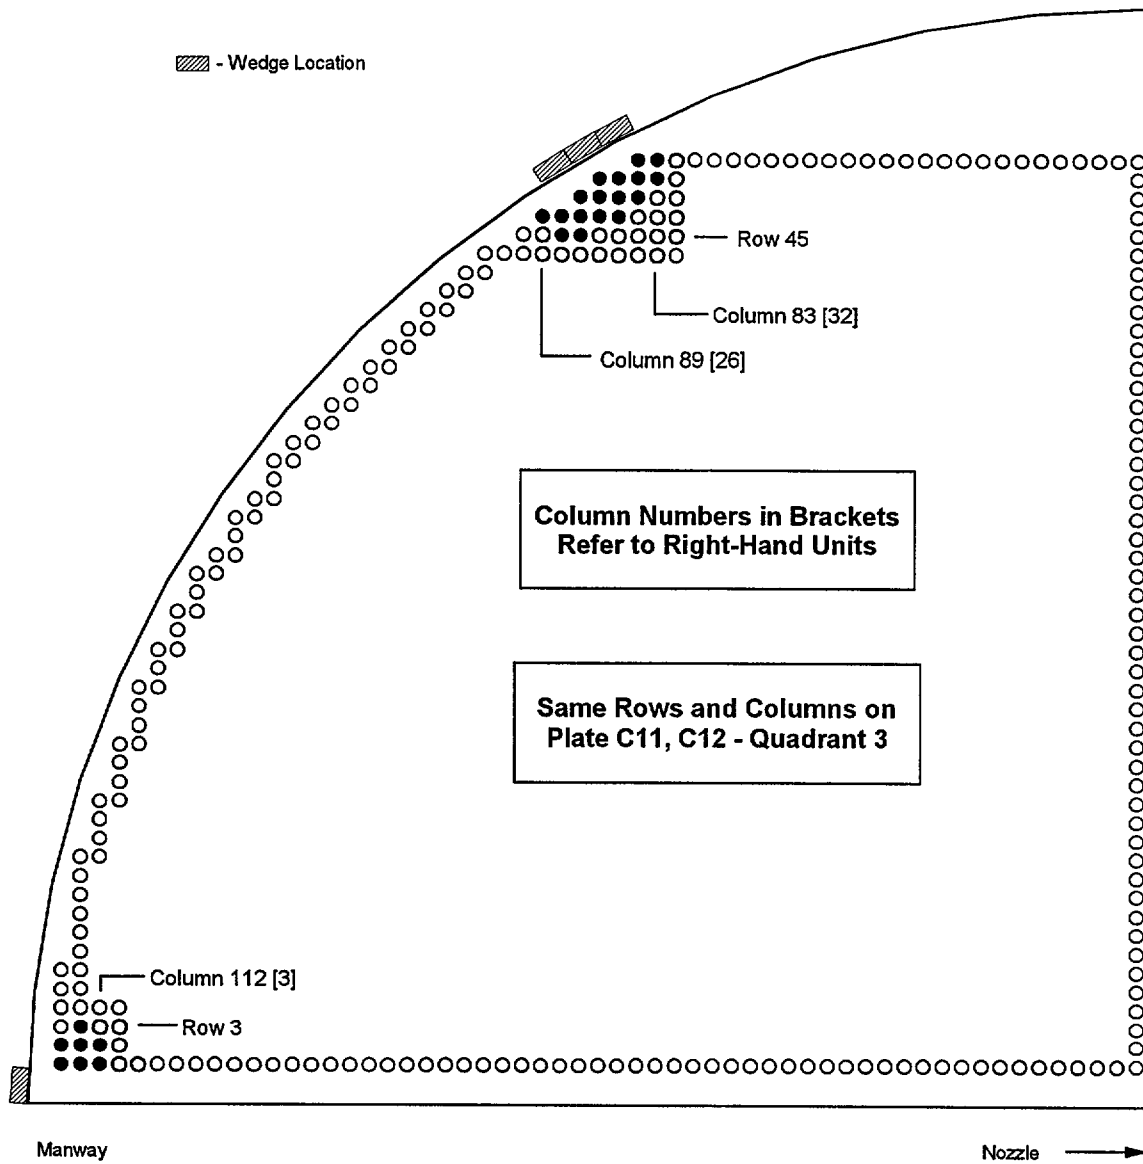 - Wedge Location
Row 45
Column 83 [32]
Column 89 [26]
Column Numbers in Brackets
Refer to Right-Hand Units
Same Rows and Columns on
Plate C11, C12 - Quadrant 3
Column 112 [3]
Row 3
Manway
Nozzle